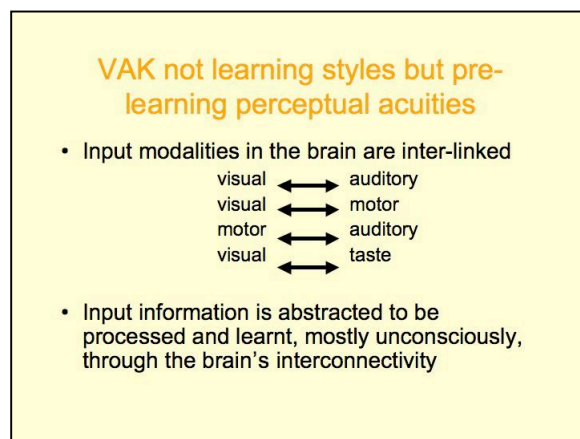 VAK not learning styles but pre-
learning perceptual acuities
• Input modalities in the brain are inter-linked
visual auditory
visual motor
motor auditory
visual taste
• Input information is abstracted to be
processed and learnt, mostly unconsciously,
through the brain's interconnectivity